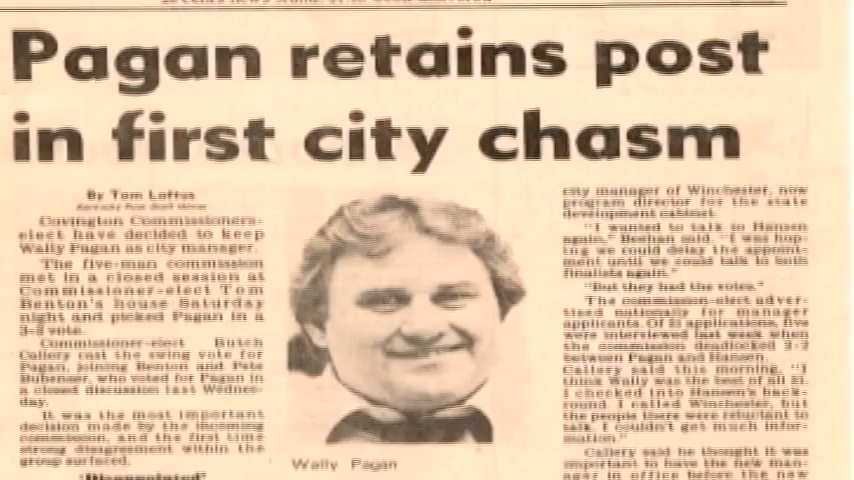 Pagan retains post
in first city chasm
By Tom Loftus
Kentucky Post Staff Writer
Covington Commissioners-
elect have decided to keep
Wally Pagan as city manager.
The five-man commission
met in a closed session at
Commissioner-elect Tom
Benton's house Saturday
night and picked Pagan in a
3-2 vote.
Commissioner-elect Butch
Callery cast the swing vote for
Pagan, joining Benton and Pete
who voted for Pagan in
a closed discussion last Wednes-
day.
It was the most important
decision made by the incoming
commission, and the first time
strong disagreement within the
group surfaced.
'Disappointed'
Wally Pagan
city manager of Winchester, now
program director for the state
development cabinet.
"I wanted to talk to Hansen
again," Beehan said. "I was hop-
ing we could delay the appoint-
ment until we could talk to both
finalists again."
"But they had the votes."
The commission-elect adver-
tised nationally for manager
applicants. Of 21 applications, five
were interviewed last week when
the commission deadlocked 2-2
between Pagan and Hansen.
Callery said this morning, "I
think Wally was the best of all 21.
I checked into Hansen's back-
round. I called Winchester, but
the people there were reluctant to
talk. I couldn't get much infor-
mation."
Callery said he thought it was
important to have the new man-
ager in office before the new